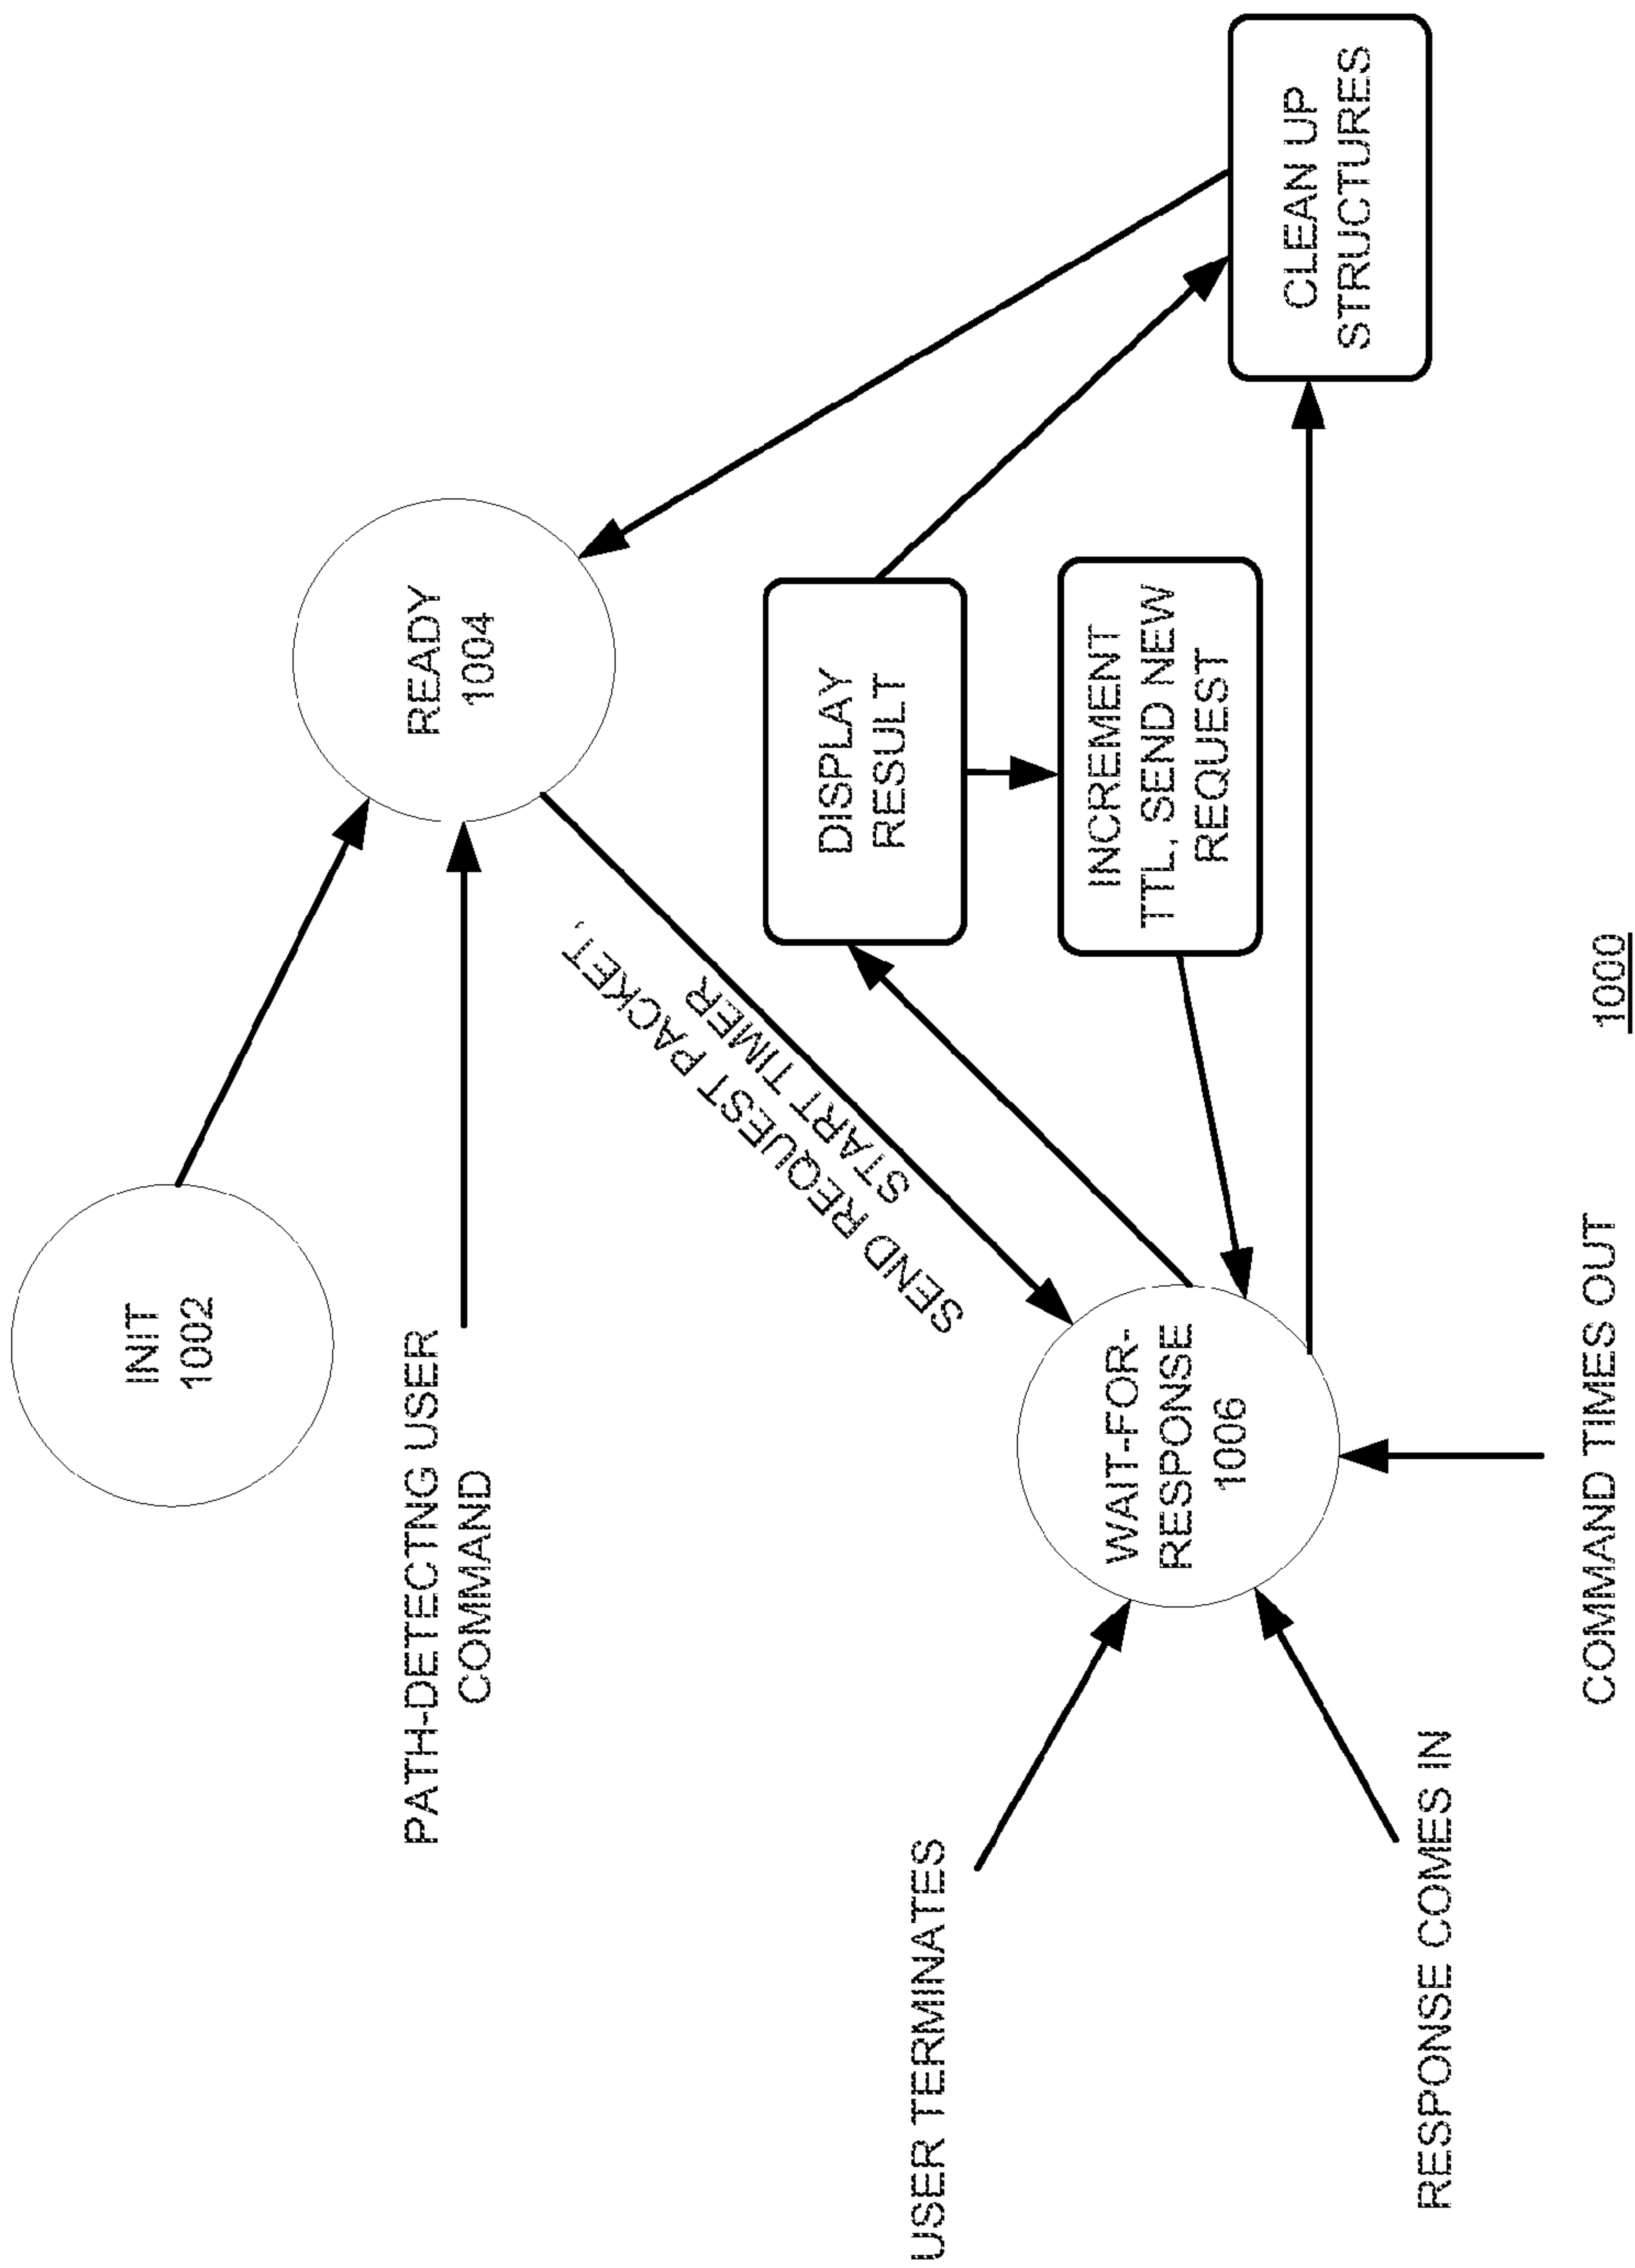 INIT
1002
PATH-DETECTNG USER
COMMAND
READY
1004
SEND REQUEST PACKET,
START TIMER
USER TERMINATES
DISPLAY
RESULT
WAIT-FOR-
RESPONSE
1006
INCREMENT
TTL, SEND NEW
REQUEST
CLEAN UP
STRUCTURES
RESPONSE COMES IN
COMMAND TIMES OUT
1000